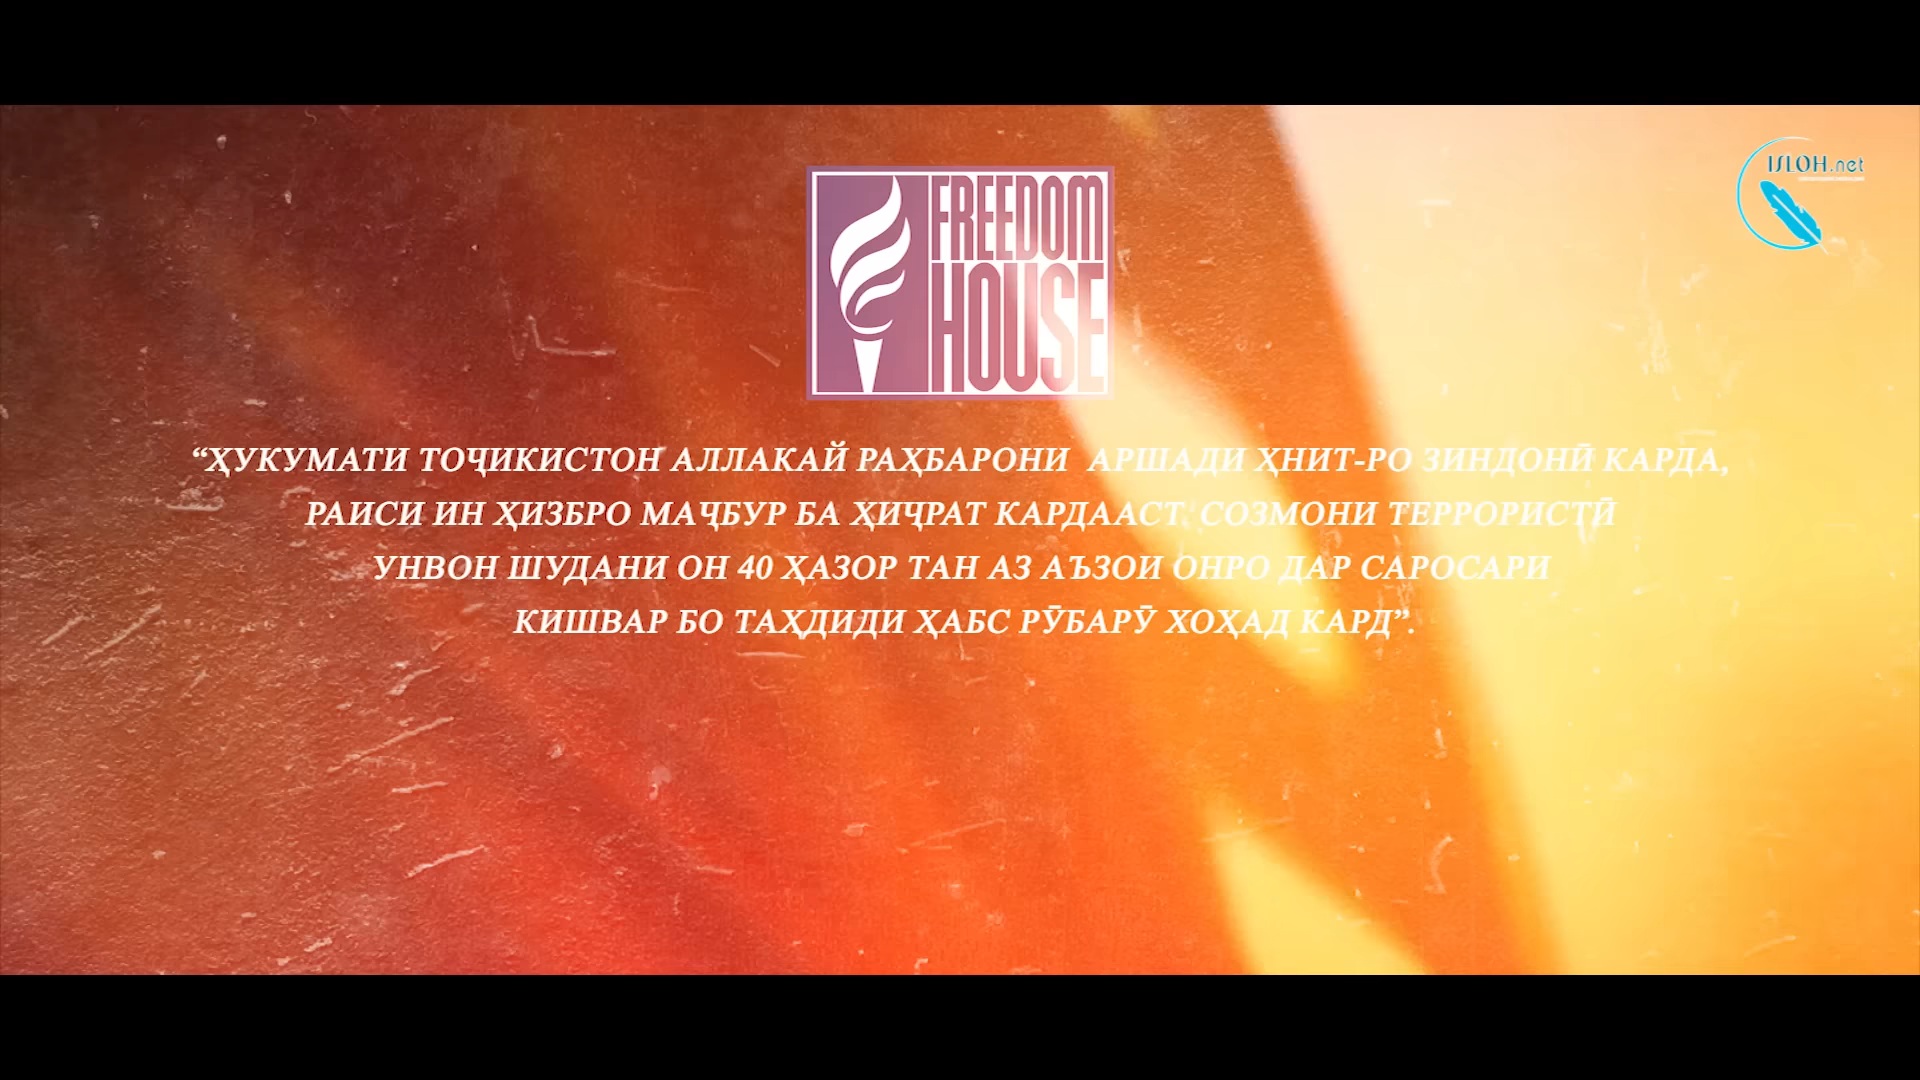 ISLOH.net
FREEDOM
HOUSE
“ҲУКУМАТИ ТОҶИКИСТОН АЛЛАКАЙ РАҲБАРОНИ АРШАДИ ҲНИТ-РО ЗИНДОНӢ КАРДА,
РАИСИ ИН ҲИЗБРО МАҶБУР БА ҲИҶРАТ КАРДААСТ. СОЗМОНИ ТЕРРОРИСТӢ
УНВОН ШУДАНИ ОН 40 ҲАЗОР ТАН АЗ АЪЗОИ ОНРО ДАР САРОСАРИ
КИШВАР БО ТАҲДИДИ ҲАБС РӮБАРӮ ХОҲАД КАРД”.